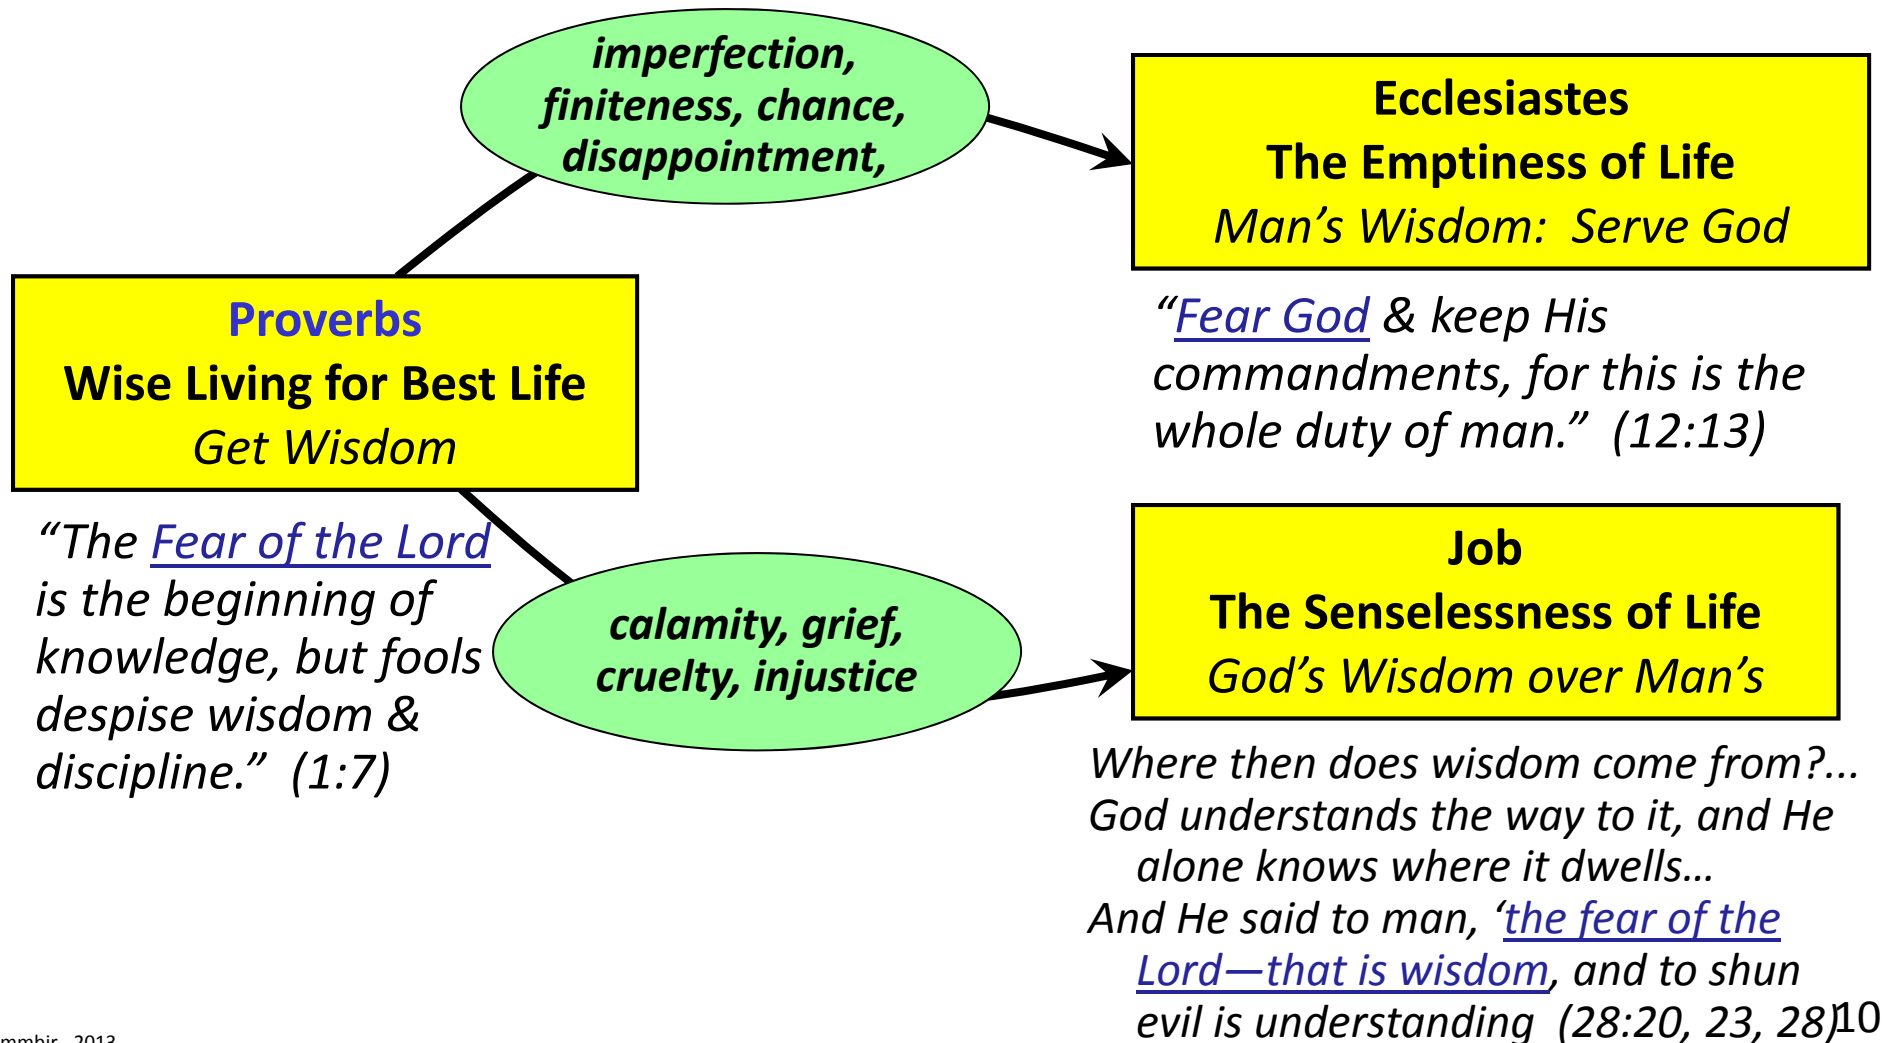 imperfection,
finiteness, chance,
disappointment,
Ecclesiastes
The Emptiness of Life
Man’s Wisdom:  Serve God
“Fear God & keep His
commandments, for this is the
whole duty of man.”  (12:13)
Proverbs
Wise Living for Best Life
Get Wisdom
“The Fear of the Lord
is the beginning of
knowledge, but fools
despise wisdom &
discipline.”  (1:7)
calamity, grief,
cruelty, injustice
Job
The Senselessness of Life
God’s Wisdom over Man’s
Where then does wisdom come from?...
God understands the way to it, and He
alone knows where it dwells…
And He said to man, ‘the fear of the
Lord—that is wisdom, and to shun
evil is understanding  (28:20, 23, 28)
10
2013